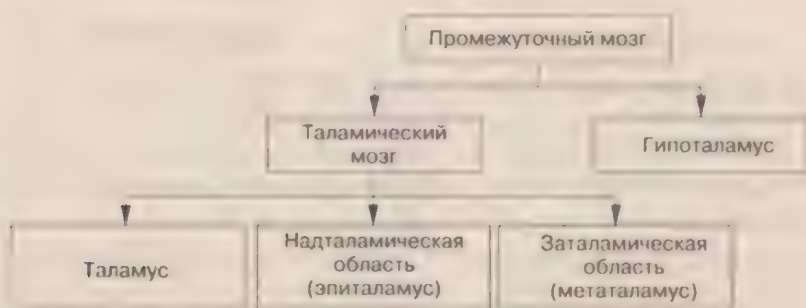 Промежуточный мозг
Таламический
мозг
Гипоталамус
Таламус
Надталамическая
область
(эпиталамус)
Заталамическая
область
(метаталамус)